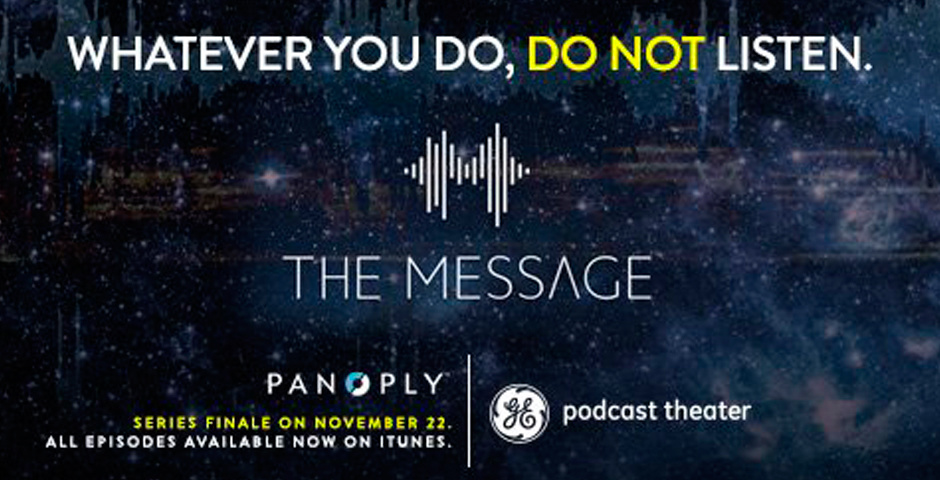 WHATEVER YOU DO, DO NOT LISTEN.
THE MESSAGE
PANOPLY
SERIES FINALE ON NOVEMBER 22.
ALL EPISODES AVAILABLE NOW ON ITUNES.
GE podcast theater